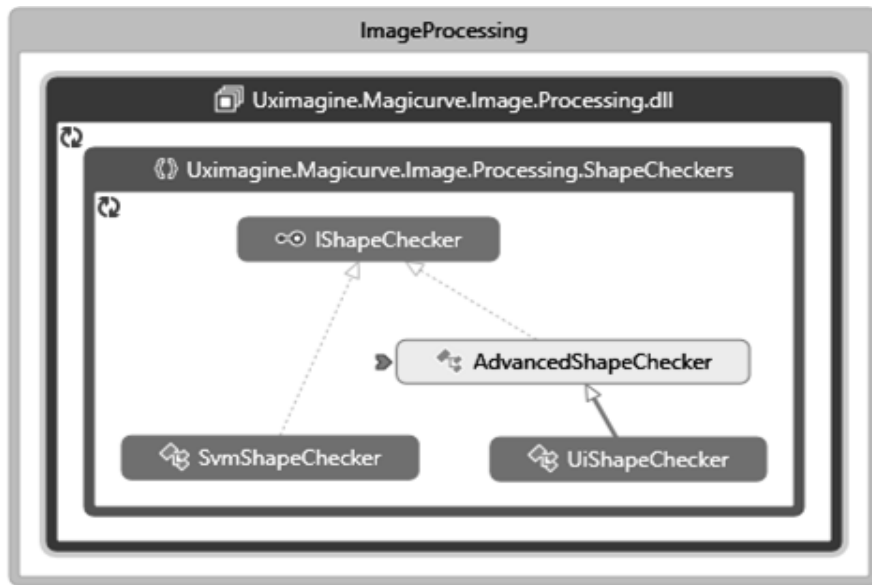 ImageProcessing
Uximagine.Magicurve.Image.Processing.dll
Uximagine.Magicurve.Image.Processing.ShapeCheckers
IShapeChecker
AdvancedShapeChecker
SvmShapeChecker
UiShapeChecker